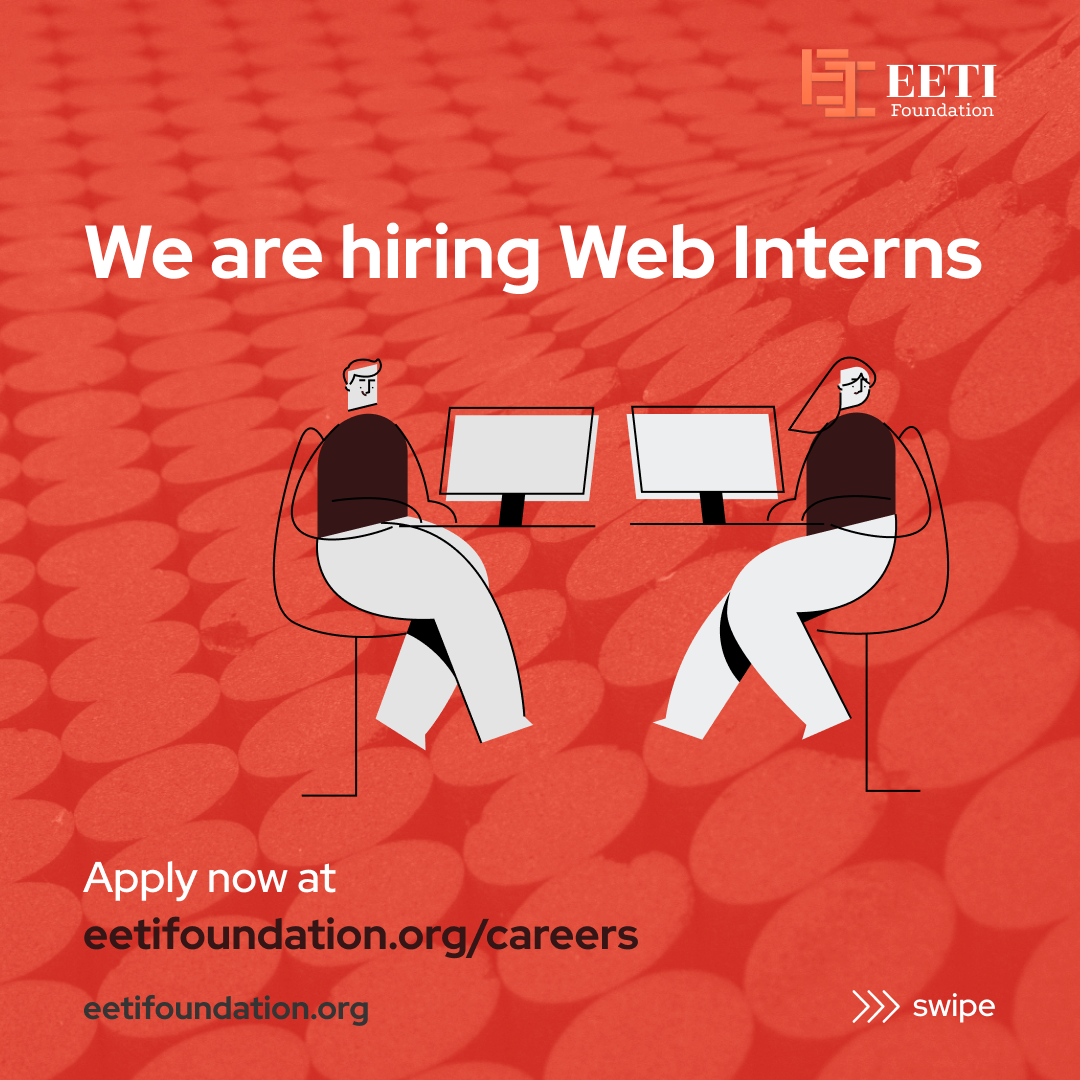 EETI
Foundation
We are hiring Web Interns
Apply now at
eetifoundation.org/careers
eetifoundation.org
swipe